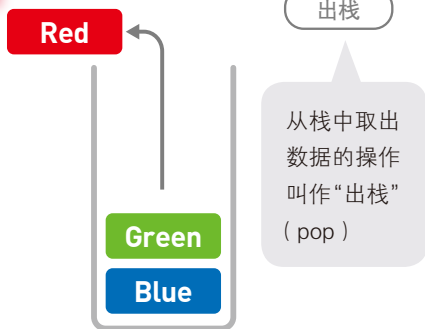 出栈
Red
从栈中取出
数据的操作
叫作“出栈”
（pop）
Green
Blue